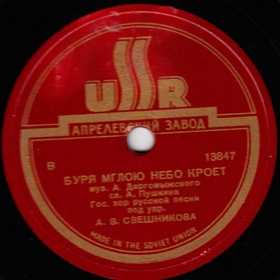 USSR
АПРЕЛЕВСКИЙ ЗАВОД
В 13847
БУРЯ МГЛОЮ НЕБО КРОЕТ
муз. А. Даргомыжского
сл. А. Пушкина
Гос. хор русской песни
под упр.
А. В. СВЕШНИКОВА
MADE IN THE SOVIET UNION